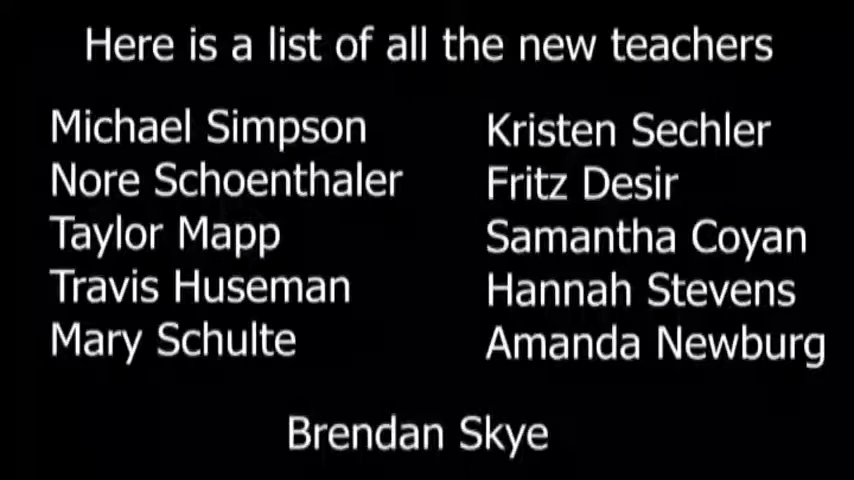 Here is a list of all the new teachers
Michael Simpson
Nore Schoenthaler
Taylor Mapp
Travis Huseman
Mary Schulte
Kristen Sechler
Fritz Desir
Samantha Coyan
Hannah Stevens
Amanda Newburg
Brendan Skye